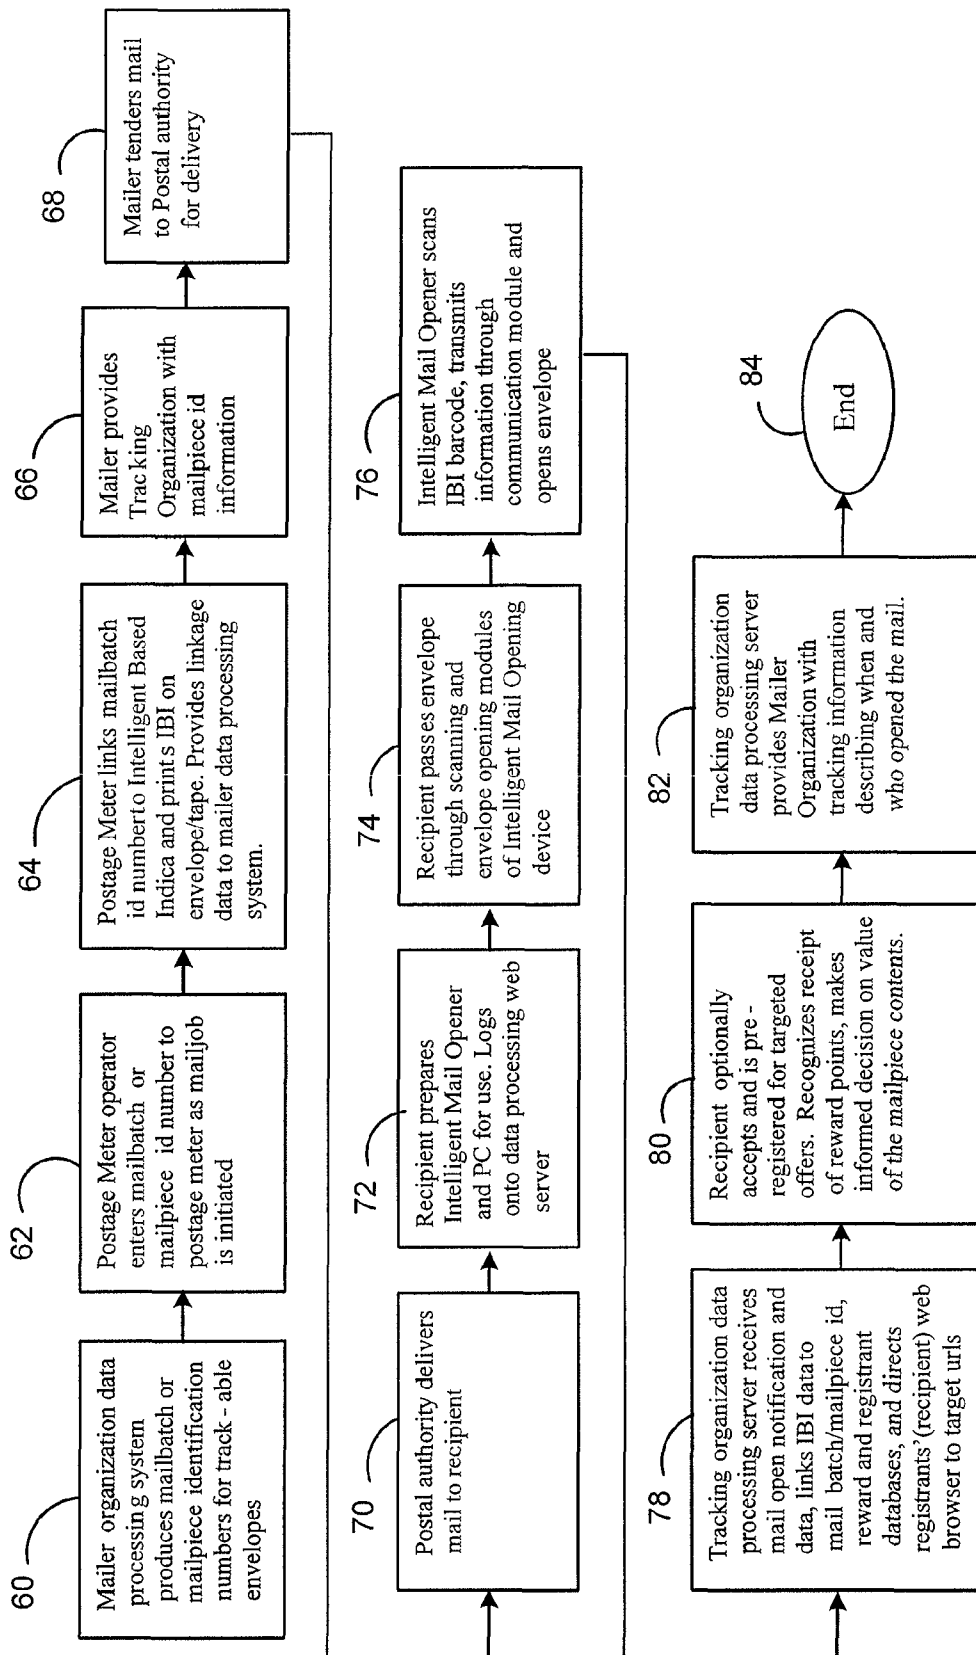 60
Mailer organization data
processing system
produces mailbatch or
mailpiece identification
numbers for track - able
envelopes
62
Postage Meter operator
enters mailbatch or
mailpiece id number to
postage meter as mailjob
is initiated
64
Postage Meter links mailbatch
id number to Intelligent Based
Indica and prints IBI on
envelope/tape. Provides linkage
data to mailer data processing
system.
66
Mailer provides
Tracking
Organization with
mailpiece id
information
68
Mailer tenders mail
to Postal authority
for delivery
70
Postal authority delivers
mail to recipient
72
Recipient prepares
Intelligent Mail Opener
and PC for use. Logs
onto data processing web
server
74
Recipient passes envelope
through scanning and
envelope opening modules
of Intelligent Mail Opening
device
76
Intelligent Mail Opener scans
IBI barcode, transmits
information through
communication module and
opens envelope
78
Tracking organization data
processing server receives
mail open notification and
data, links IBI data to
mail batch/mailpiece id,
reward and registrant
databases, and directs
registrants' (recipient) web
browser to target urls
80
Recipient optionally
accepts and is pre -
registered for targeted
offers. Recognizes receipt
of reward points, makes
informed decision on value
of the mailpiece contents.
82
Tracking organization
data processing server
provides Mailer
Organization with
tracking information
describing when and
who opened the mail.
84
End